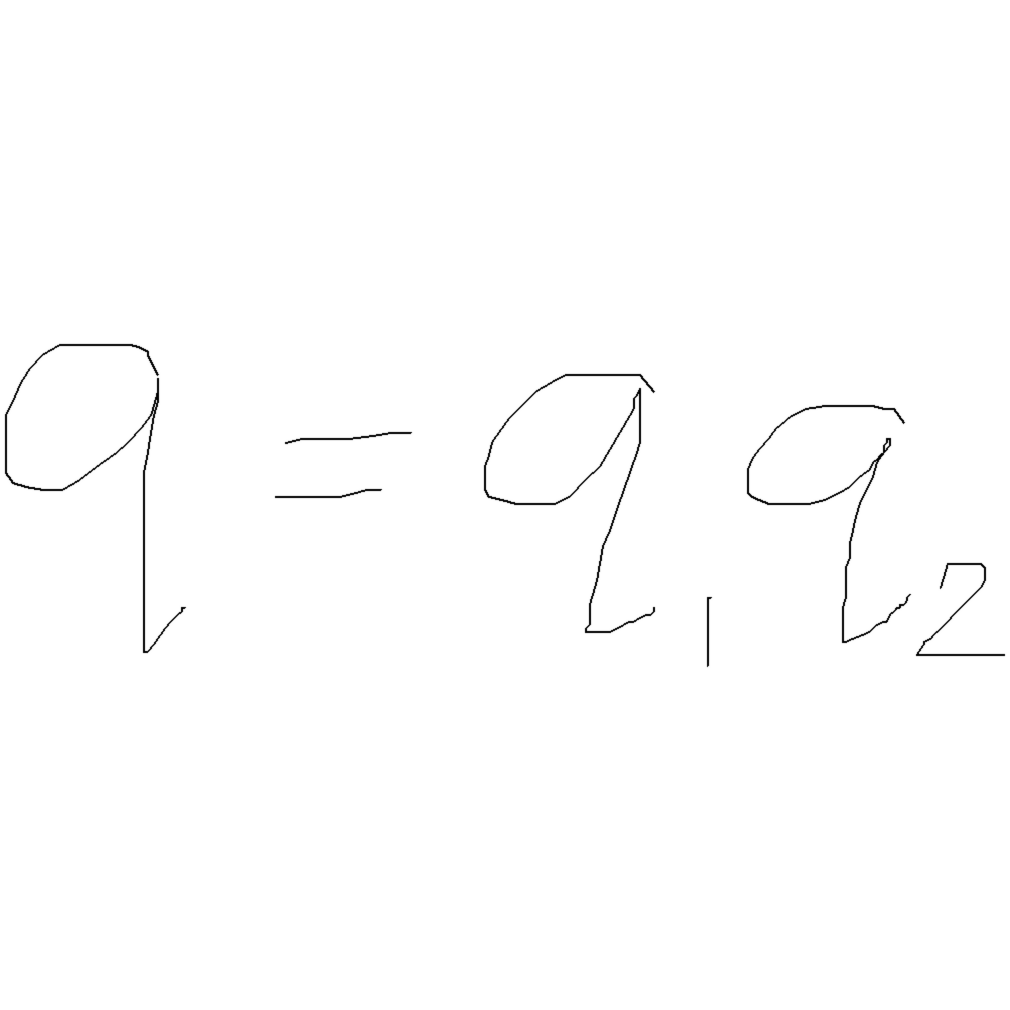 q = q₁q₂